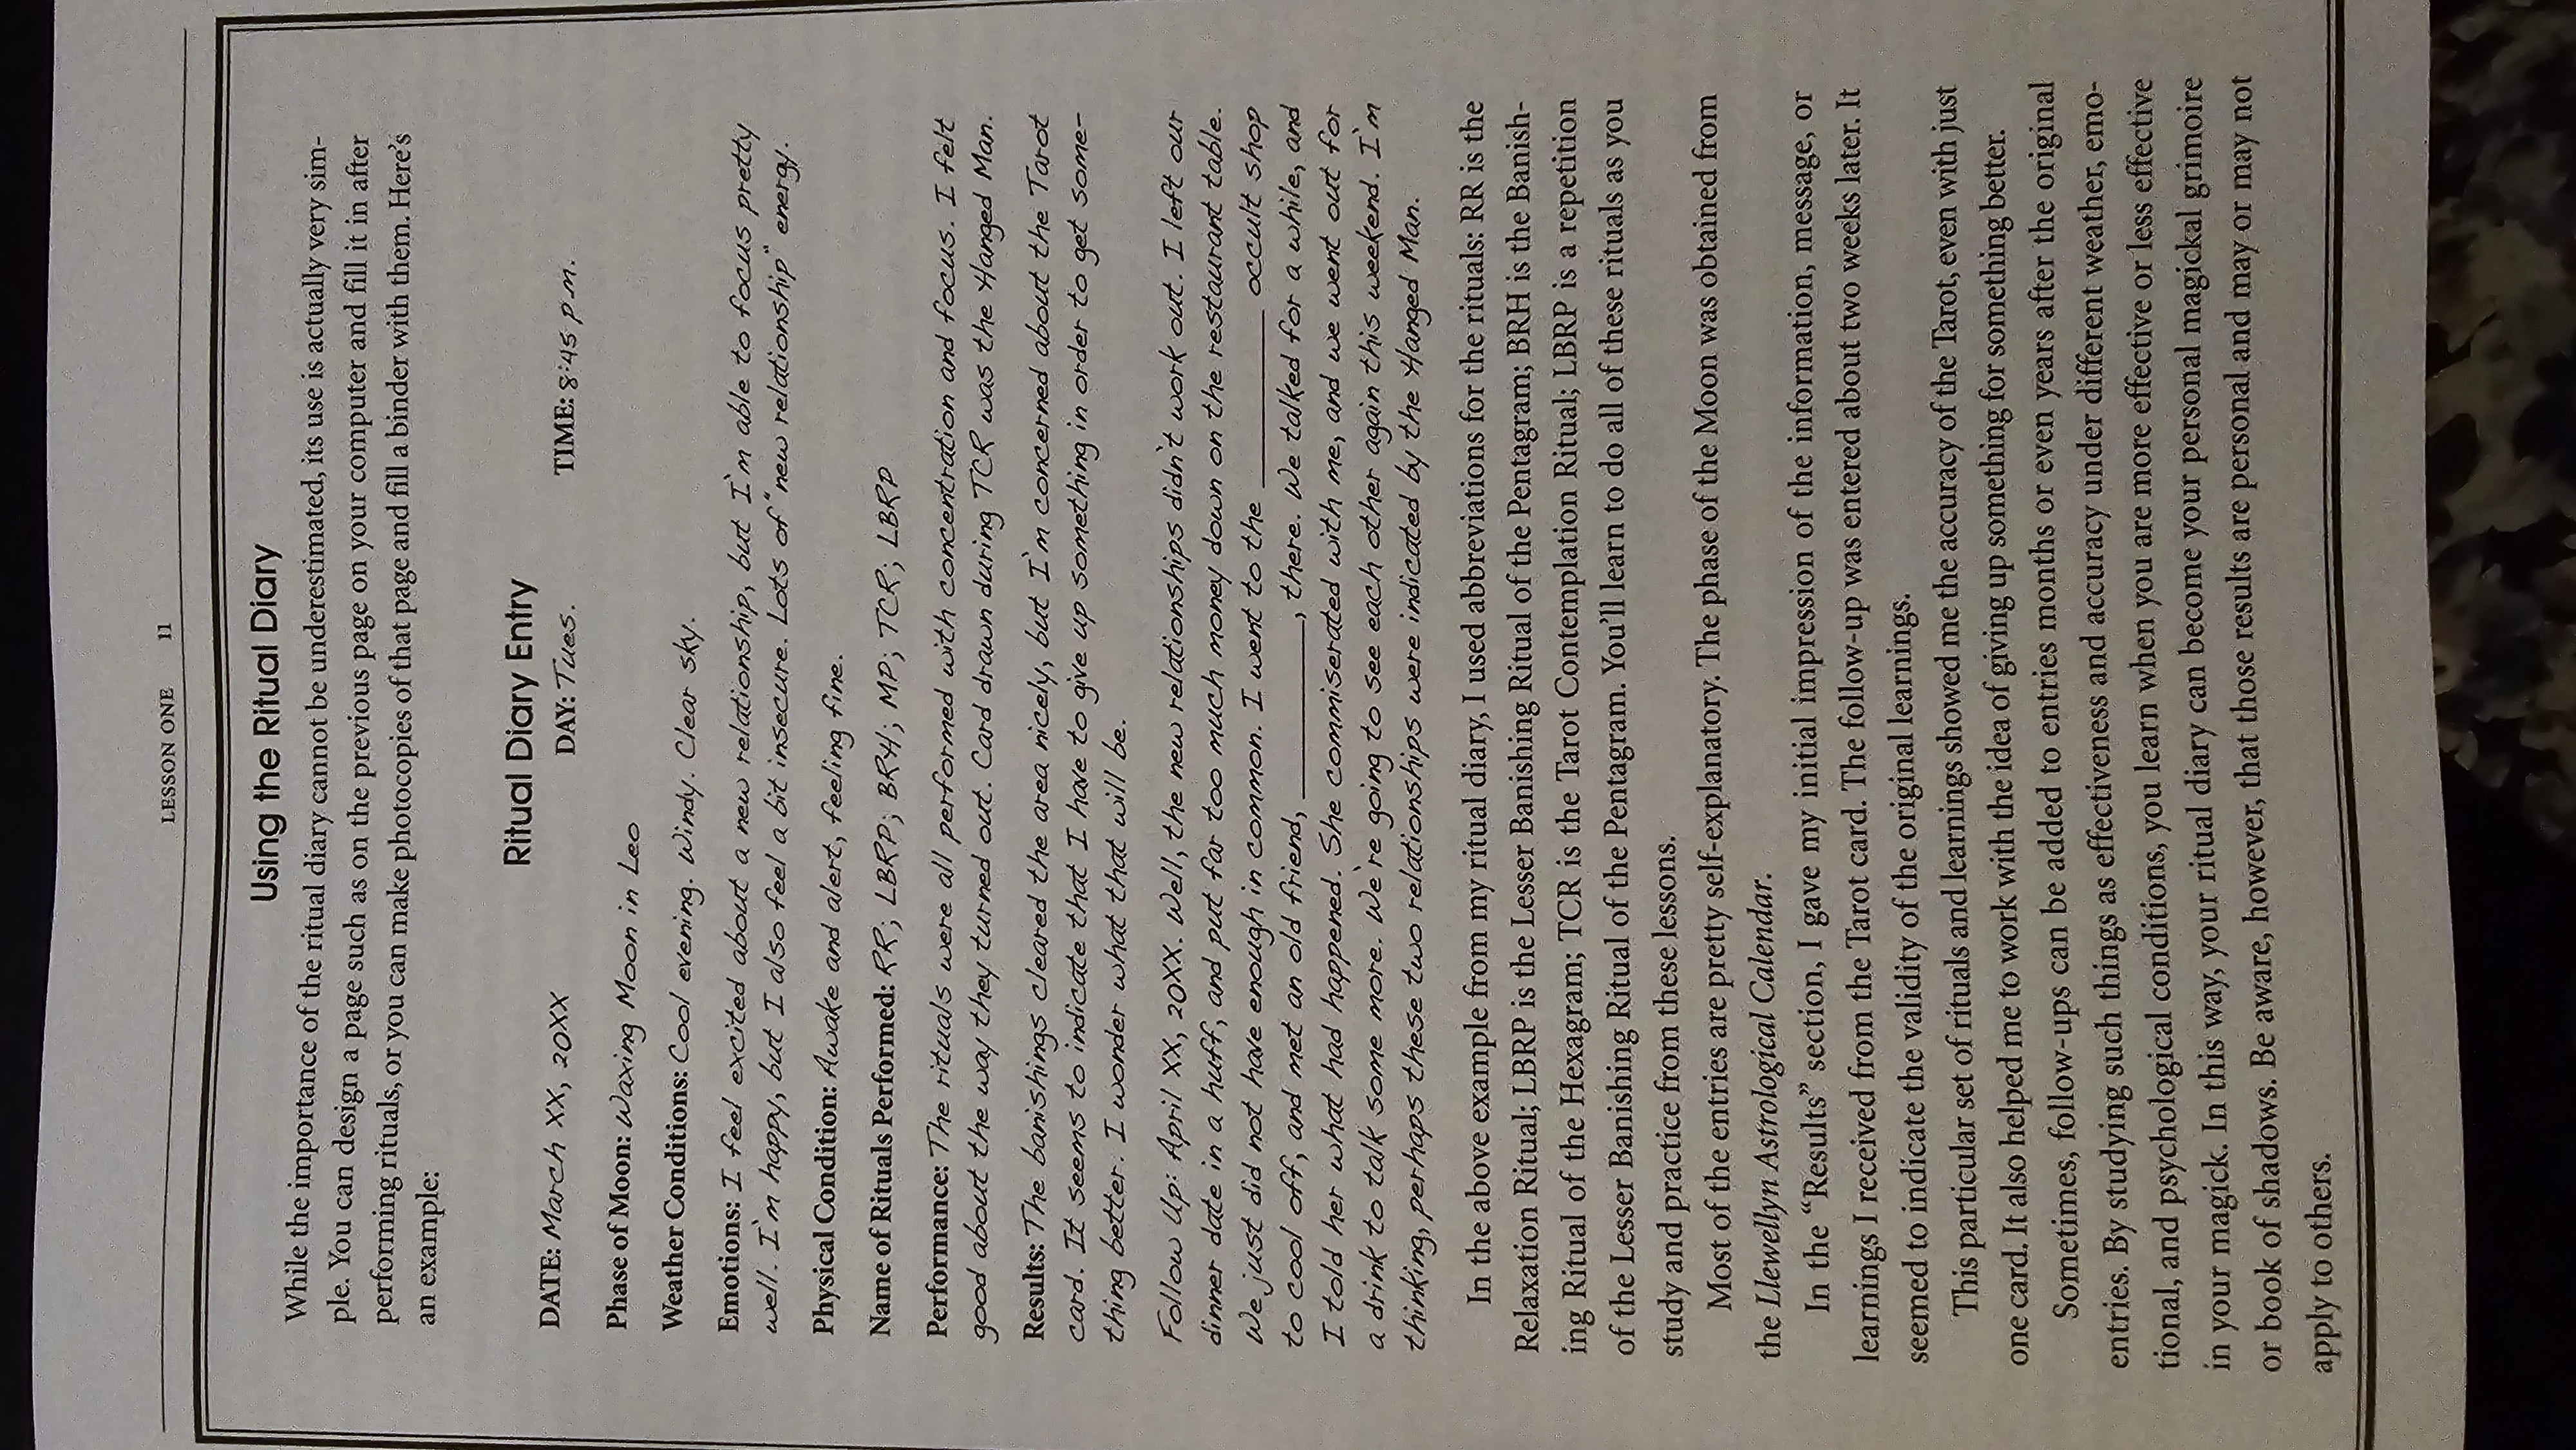 LESSON ONE 11
Using the Ritual Diary
While the importance of the ritual diary cannot be underestimated, its use is actually very sim-
ple. You can design a page such as on the previous page on your computer and fill it in after
performing rituals, or you can make photocopies of that page and fill a binder with them. Here's
an example:
Ritual Diary Entry
DATE: March XX, 20XX DAY: Tues. TIME: 8:45 p.m.
Phase of Moon: Waxing Moon in Leo
Weather Conditions: Cool evening. Windy. Clear sky.
Emotions: I feel excited about a new relationship, but I'm able to focus pretty
well. I'm happy, but I also feel a bit insecure. Lots of "new relationship" energy.
Physical Condition: Awake and alert, feeling fine.
Name of Rituals Performed: RR; LBRP; BRH; MP; TCR; LBRP
Performance: The rituals were all performed with concentration and focus. I felt
good about the way they turned out. Card drawn during TCR was the Hanged Man.
Results: The banishings cleared the area nicely, but I'm concerned about the Tarot
card. It seems to indicate that I have to give up something in order to get some-
thing better. I wonder what that will be.
Follow Up: April XX, 20XX. Well, the new relationships didn't work out. I left our
dinner date in a huff, and put far too much money down on the restaurant table.
We just did not have enough in common. I went to the ____________ occult shop
to cool off, and met an old friend, ____________, there. We talked for a while, and
I told her what had happened. She commiserated with me, and we went out for
a drink to talk some more. We're going to see each other again this weekend. I'm
thinking, perhaps these two relationships were indicated by the Hanged Man.
In the above example from my ritual diary, I used abbreviations for the rituals: RR is the
Relaxation Ritual; LBRP is the Lesser Banishing Ritual of the Pentagram; BRH is the Banish-
ing Ritual of the Hexagram; TCR is the Tarot Contemplation Ritual; LBRP is a repetition
of the Lesser Banishing Ritual of the Pentagram. You'll learn to do all of these rituals as you
study and practice from these lessons.
Most of the entries are pretty self-explanatory. The phase of the Moon was obtained from
the Llewellyn Astrological Calendar.
In the "Results" section, I gave my initial impression of the information, message, or
learnings I received from the Tarot card. The follow-up was entered about two weeks later. It
seemed to indicate the validity of the original learnings.
This particular set of rituals and learnings showed me the accuracy of the Tarot, even with just
one card. It also helped me to work with the idea of giving up something for something better.
Sometimes, follow-ups can be added to entries months or even years after the original
entries. By studying such things as effectiveness and accuracy under different weather, emo-
tional, and psychological conditions, you learn when you are more effective or less effective
in your magick. In this way, your ritual diary can become your personal magickal grimoire
or book of shadows. Be aware, however, that those results are personal and may or may not
apply to others.